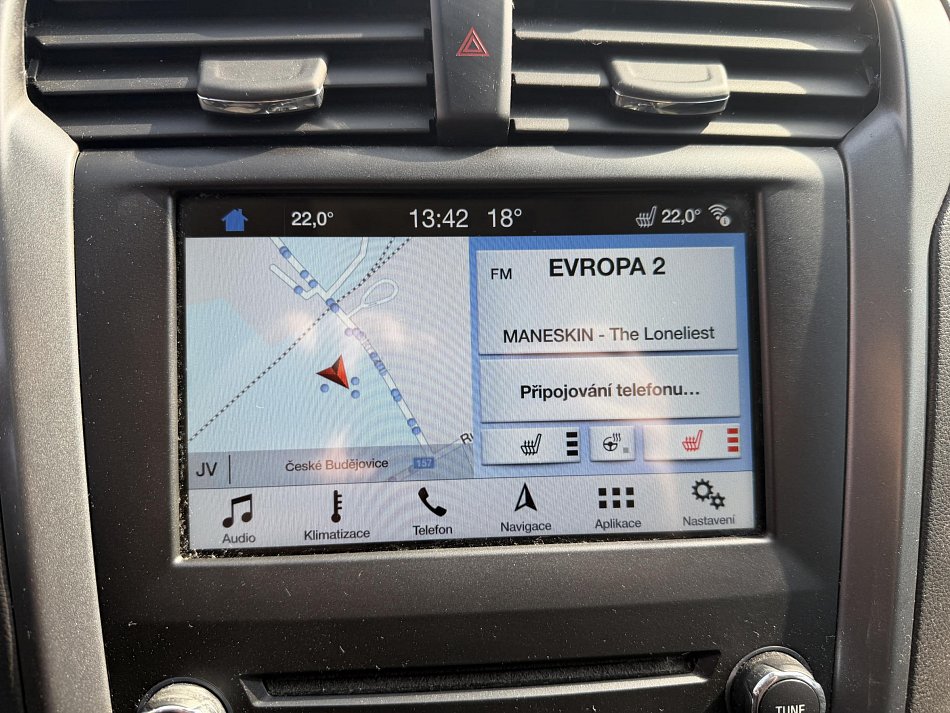 22,0°
13:42
18°
22,0°
FM
EVROPA 2
MANESKIN - The Loneliest
Připojování telefonu...
JV
České Budějovice
157
Audio
Klimatizace
Telefon
Navigace
Aplikace
Nastavení
TUNE